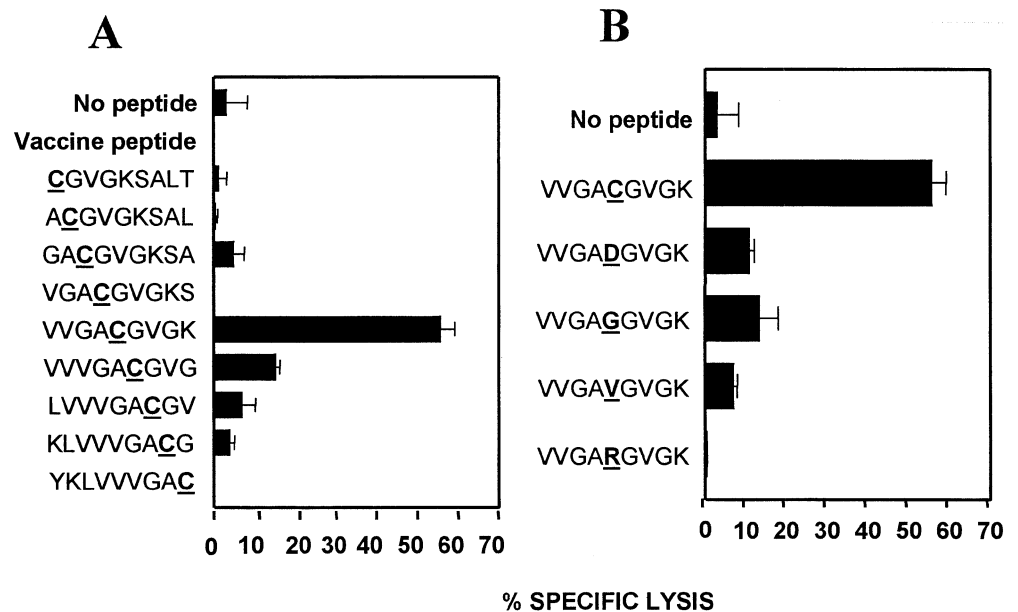 A
No peptide
Vaccine peptide
CGVGKSALT
ACGVGKSAL
GACGVGKSA
VGACGVGKS
VVGACGVGK
VVVGACGVG
LVVVGACGV
KLVVVGACG
YKLVVVGAC
0 10 20 30 40 50 60 70
B
No peptide
VVGACGVGK
VVGADGVGK
VVGAGGVGK
VVGAVGVGK
VVGARGVGK
0 10 20 30 40 50 60 70
% SPECIFIC LYSIS